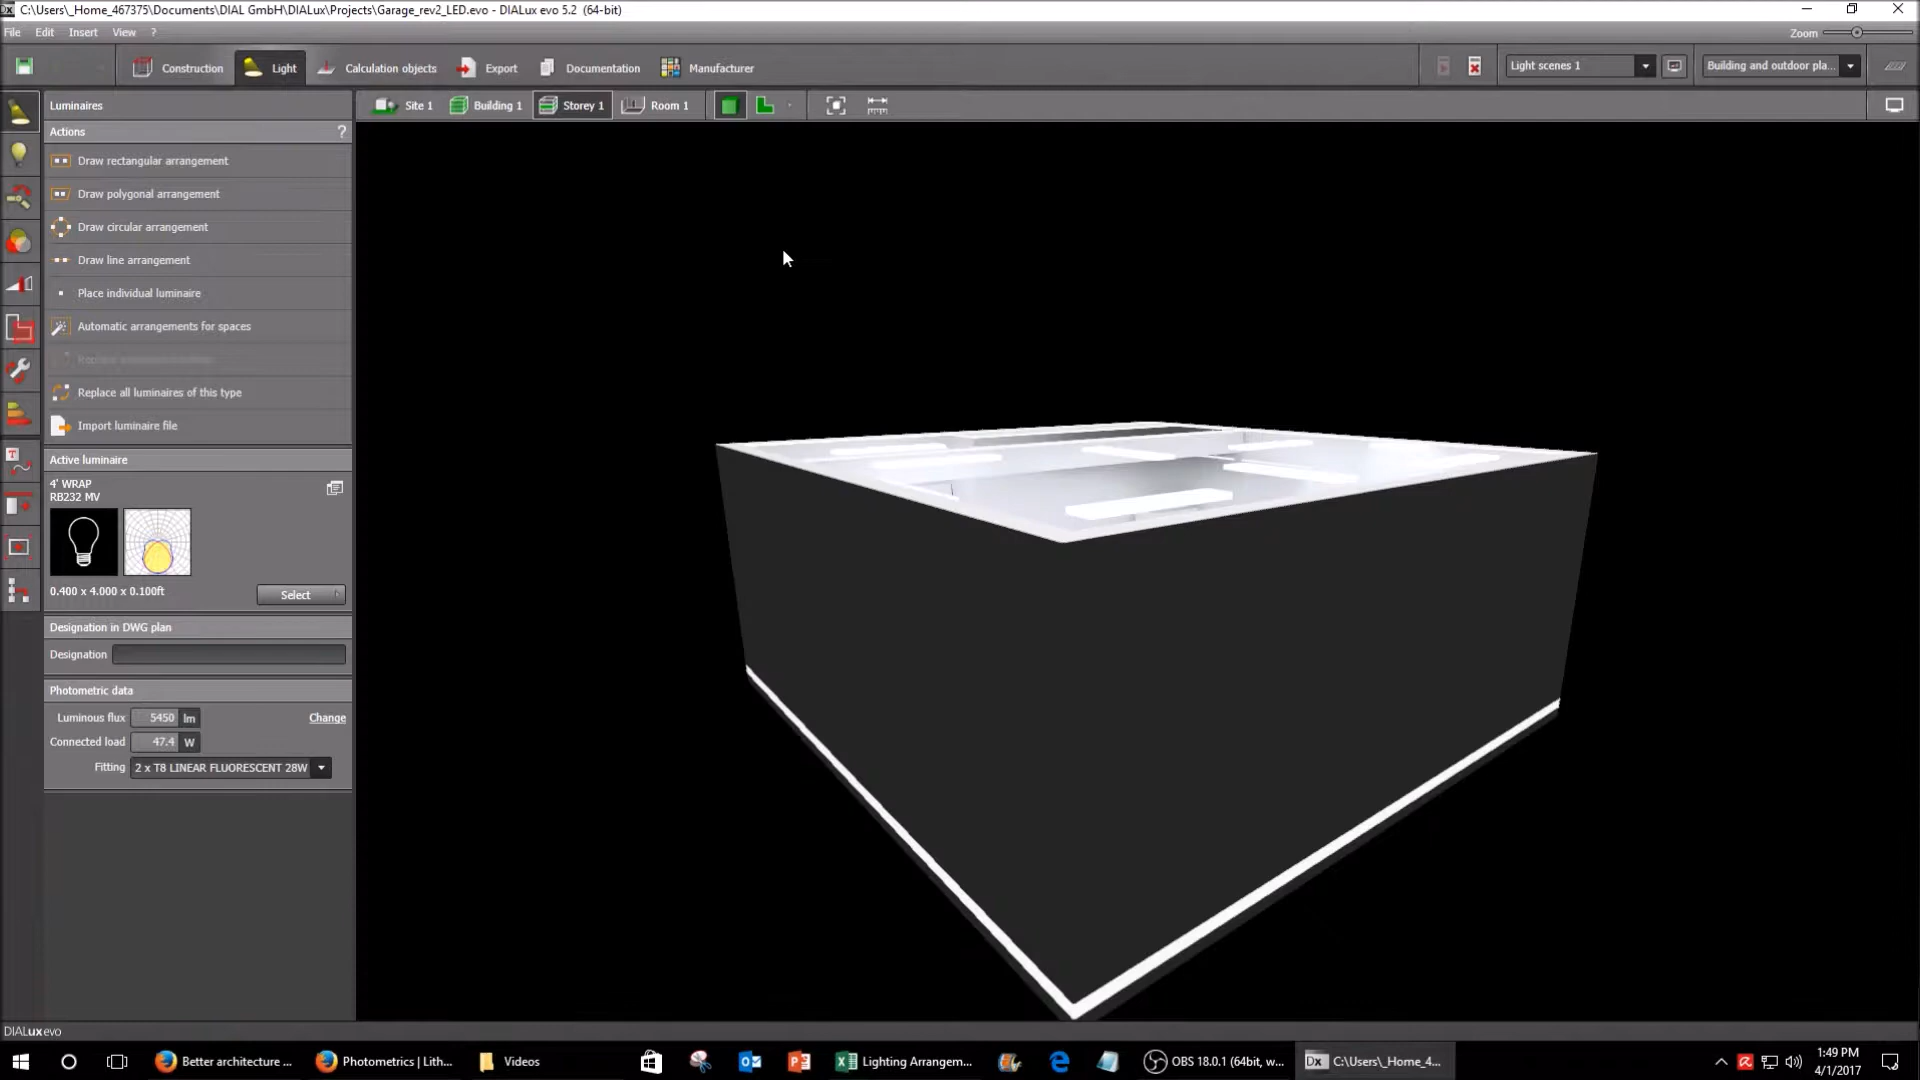 C:\Users\_Home_467375\Documents\DIAL GmbH\DIALux\Projects\Garage_rev2_LED.evo - DIALux evo 5.2 (64-bit)
File Edit Insert View ?
Zoom
Construction Light Calculation objects Export Documentation Manufacturer
Light scenes 1
Building and outdoor pla...
Luminaires
Site 1 Building 1 Storey 1 Room 1
Actions ?
Draw rectangular arrangement
Draw polygonal arrangement
Draw circular arrangement
Draw line arrangement
Place individual luminaire
Automatic arrangements for spaces
Replace all luminaires of this type
Import luminaire file
Active luminaire
4' WRAP
RB232 MV
0.400 x 4.000 x 0.100ft
Select
Designation in DWG plan
Designation
Photometric data
Luminous flux 5450 lm Change
Connected load 47.4 W
Fitting 2 x T8 LINEAR FLUORESCENT 28W
DIALux evo
Better architecture ...
Photometrics | Lith...
Videos
Lighting Arrangem...
OBS 18.0.1 (64bit, w...
Dx C:\Users\_Home_4...
1:49 PM
4/1/2017